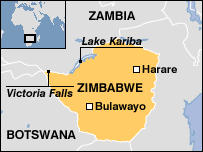 ZAMBIA
Lake Kariba
Harare
Victoria Falls
ZIMBABWE
Bulawayo
BOTSWANA